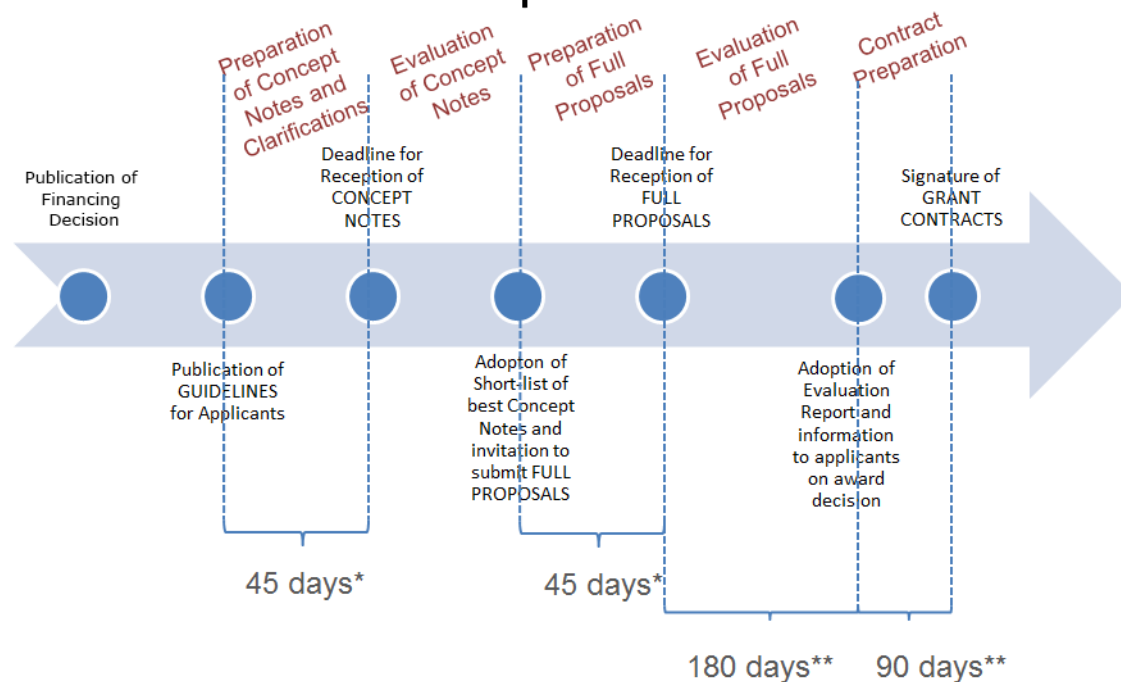 Preparation
of Concept
Notes and
Clarifications
Evaluation
of Concept
Notes
Preparation
of Full
Proposals
Evaluation
of Full
Proposals
Contract
Preparation
Publication of
Financing
Decision
Deadline for
Reception of
CONCEPT
NOTES
Deadline for
Reception of
FULL
PROPOSALS
Signature of
GRANT
CONTRACTS
Publication of
GUIDELINES
for Applicants
Adopton of
Short-list of
best Concept
Notes and
invitation to
submit FULL
PROPOSALS
Adoption of
Evaluation
Report and
information
to applicants
on award
decision
45 days*
45 days*
180 days**
90 days**